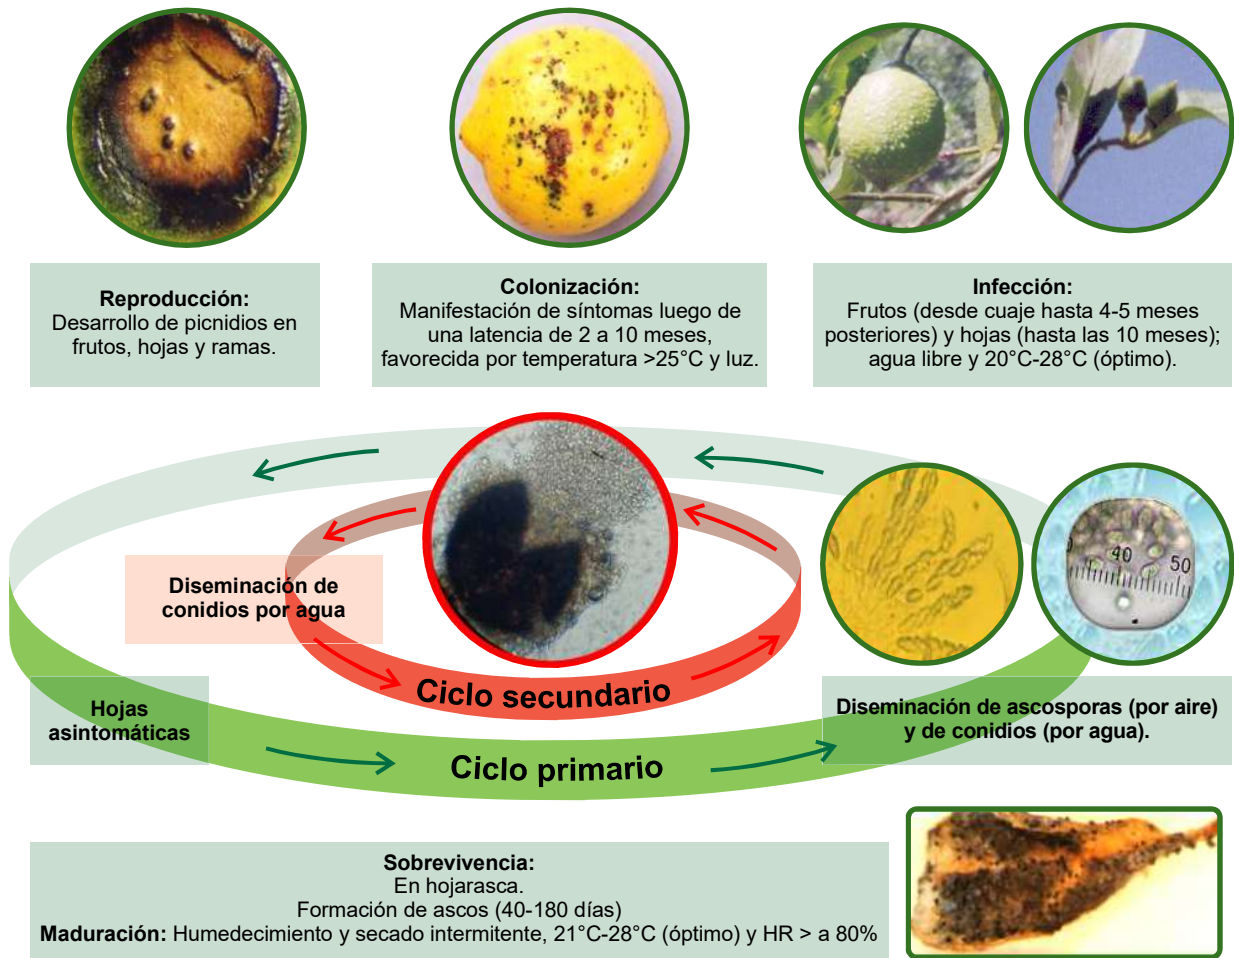 Reproducción:
Desarrollo de picnidios en
frutos, hojas y ramas.
Colonización:
Manifestación de síntomas luego de
una latencia de 2 a 10 meses,
favorecida por temperatura >25°C y luz.
Infección:
Frutos (desde cuaje hasta 4-5 meses
posteriores) y hojas (hasta las 10 meses);
agua libre y 20°C-28°C (óptimo).
Diseminación de
conidios por agua
40 50
Ciclo secundario
Hojas
asintomáticas
Diseminación de ascosporas (por aire)
y de conidios (por agua).
Ciclo primario
Sobrevivencia:
En hojarasca.
Formación de ascos (40-180 días)
Maduración: Humedecimiento y secado intermitente, 21°C-28°C (óptimo) y HR > a 80%